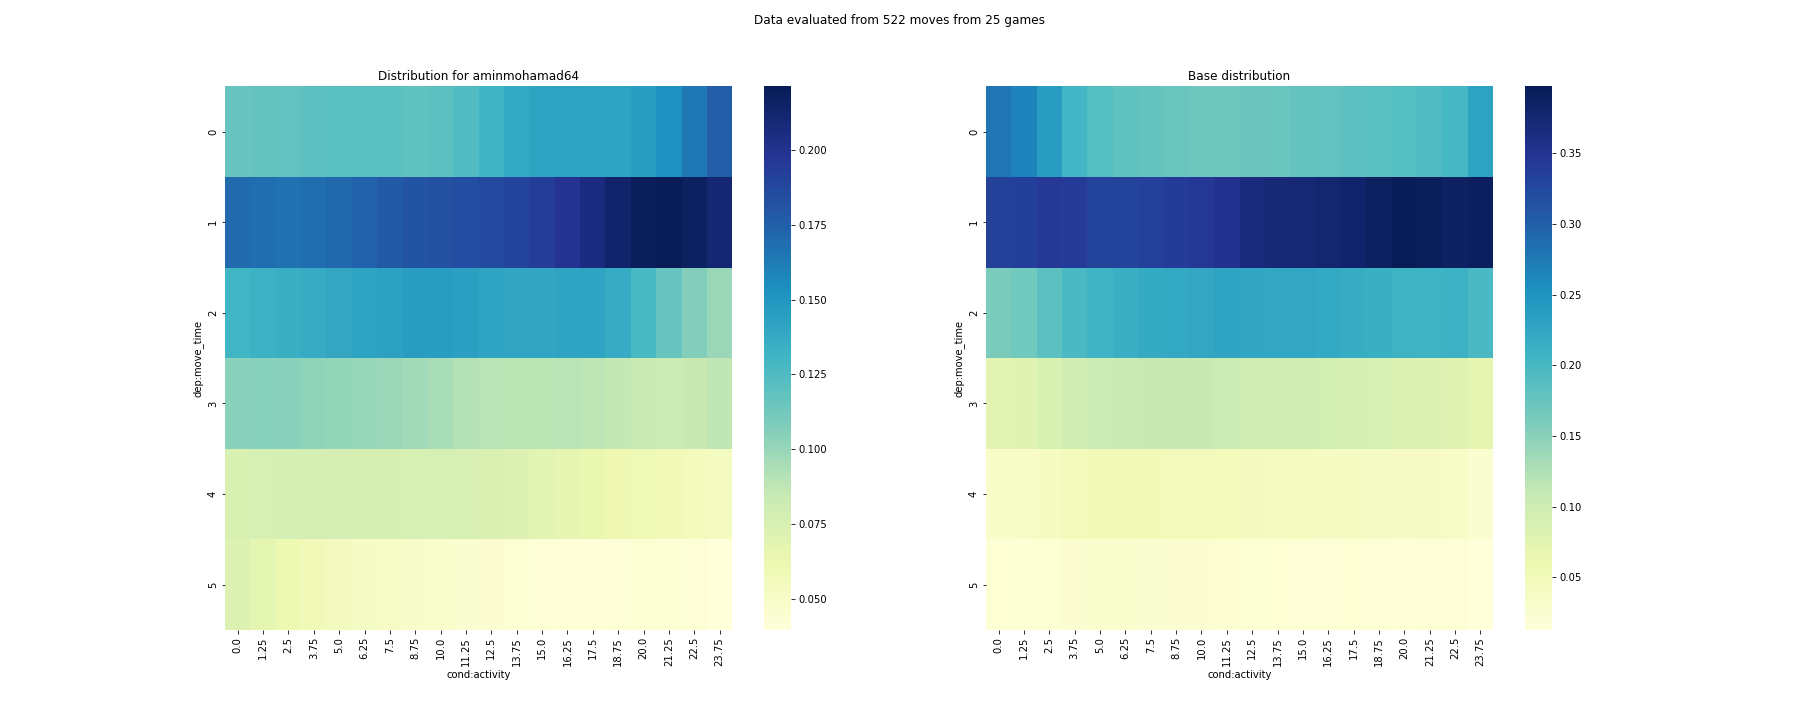 Data evaluated from 522 moves from 25 games
Distribution for aminmohamad64
dep:move_time
0
1
2
3
4
5
0.0 1.25 2.5 3.75 5.0 6.25 7.5 8.75 10.0 11.25 12.5 13.75 15.0 16.25 17.5 18.75 20.0 21.25 22.5 23.75
cond:activity
0.200
0.175
0.150
0.125
0.100
0.075
0.050
Base distribution
dep:move_time
0
1
2
3
4
5
0.0 1.25 2.5 3.75 5.0 6.25 7.5 8.75 10.0 11.25 12.5 13.75 15.0 16.25 17.5 18.75 20.0 21.25 22.5 23.75
cond:activity
0.35
0.30
0.25
0.20
0.15
0.10
0.05